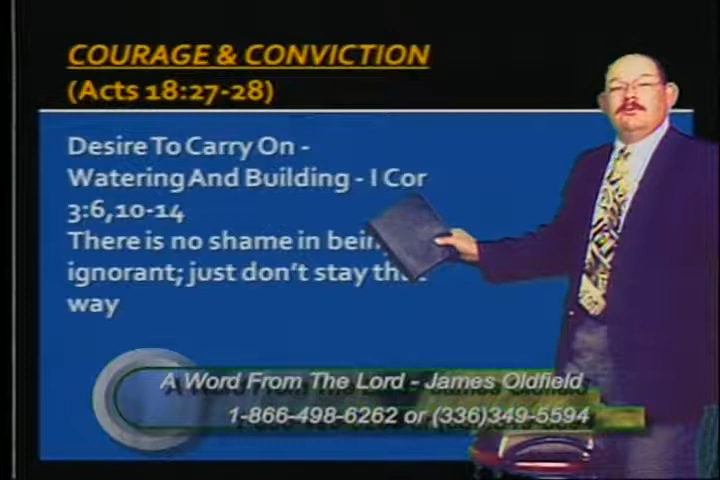 COURAGE & CONVICTION
(Acts 18:27-28)
Desire To Carry On -
Watering And Building - I Cor
3:6,10-14
There is no shame in
ignorant; just don't stay
way
A Word From The Lord - James Oldfield
1-866-498-6262 or (336)349-5594